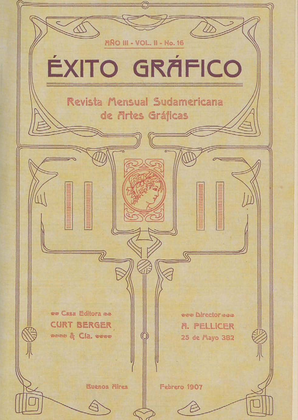 AÑO III - VOL. II - No. 16
ÉXITO GRÁFICO
Revista Mensual Sudamericana
de Artes Gráficas
Casa Editora
CURT BERGER
& Cía.
Director
A. PELLICER
25 de Mayo 382
Buenos Aires
Febrero 1907